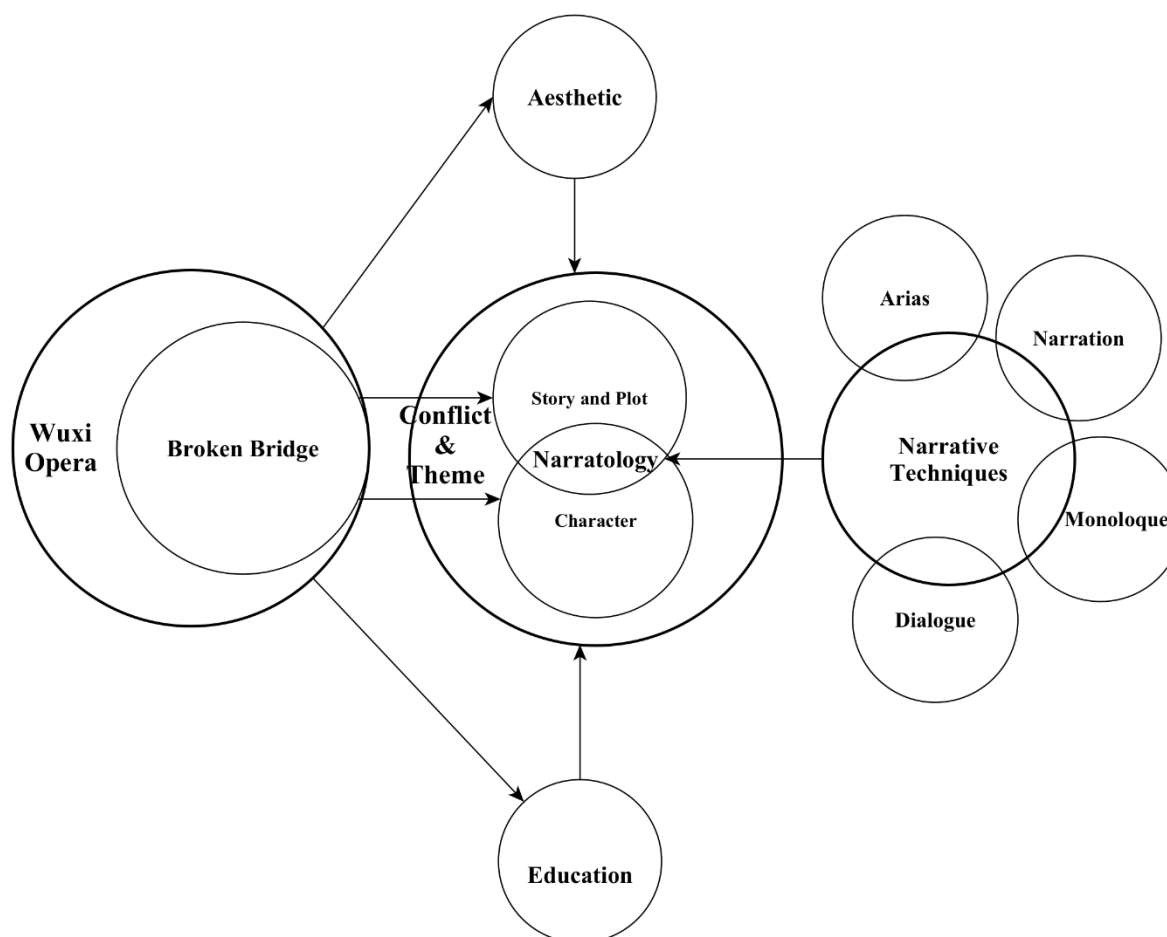 Aesthetic
Wuxi
Opera
Broken Bridge
Conflict
&
Theme
Story and Plot
Narratology
Character
Arias
Narration
Narrative
Techniques
Monoloque
Dialogue
Education